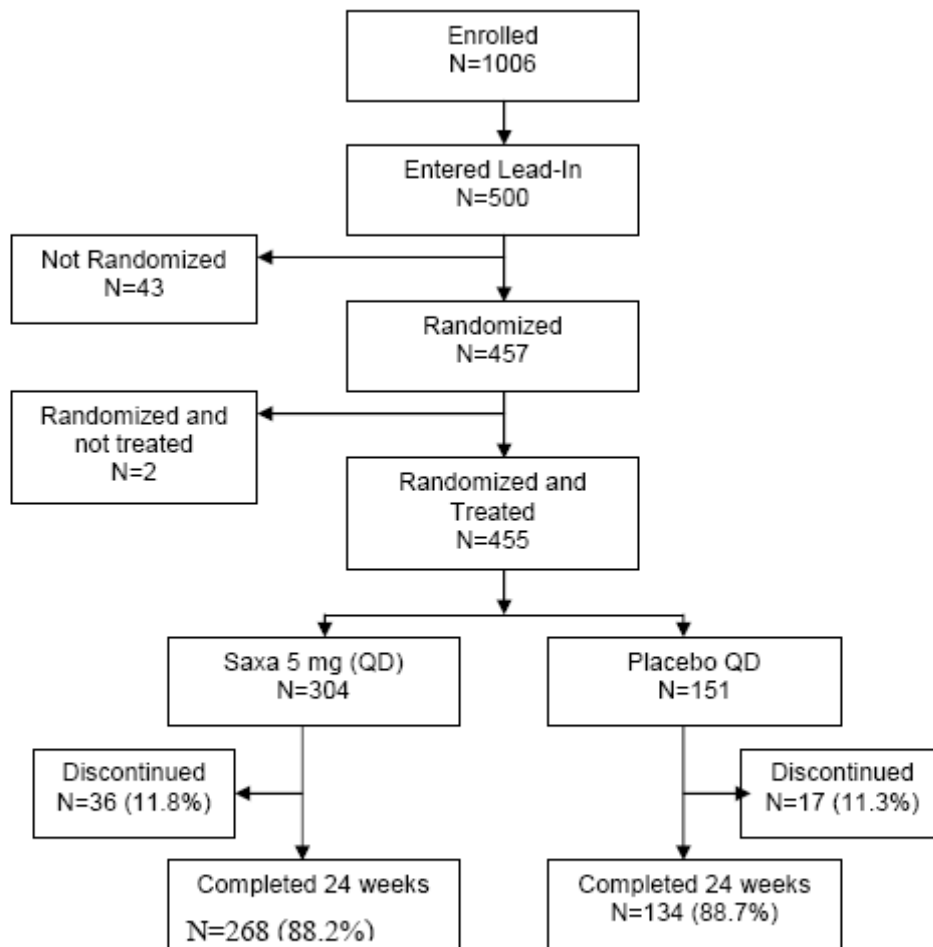 Enrolled
N=1006
Entered Lead-In
N=500
Not Randomized
N=43
Randomized
N=457
Randomized and
not treated
N=2
Randomized and
Treated
N=455
Saxa 5 mg (QD)
N=304
Placebo QD
N=151
Discontinued
N=36 (11.8%)
Discontinued
N=17 (11.3%)
Completed 24 weeks
N=268 (88.2%)
Completed 24 weeks
N=134 (88.7%)